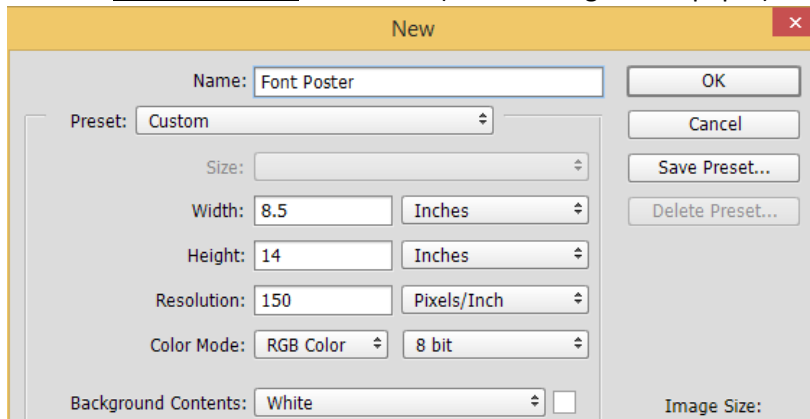 New
Name: Font Poster OK
Preset: Custom Cancel
Size: Save Preset...
Width: 8.5 Inches Delete Preset...
Height: 14 Inches
Resolution: 150 Pixels/Inch
Color Mode: RGB Color 8 bit
Background Contents: White Image Size: